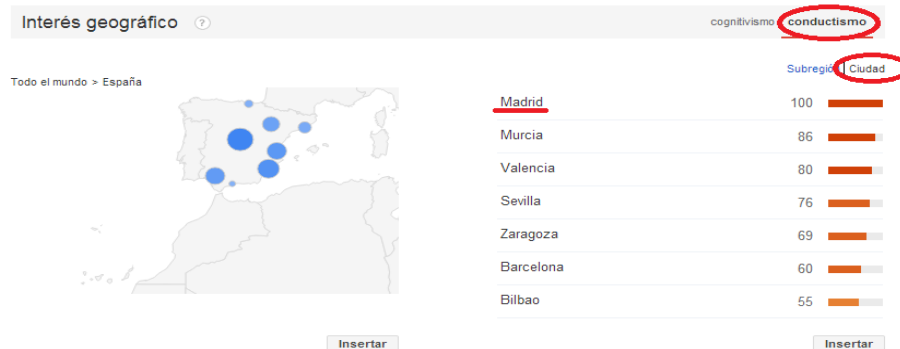 Interés geográfico ?
cognitivismo conductismo
Subregión Ciudad
Todo el mundo > España
Madrid 100
Murcia 86
Valencia 80
Sevilla 76
Zaragoza 69
Barcelona 60
Bilbao 55
Insertar Insertar